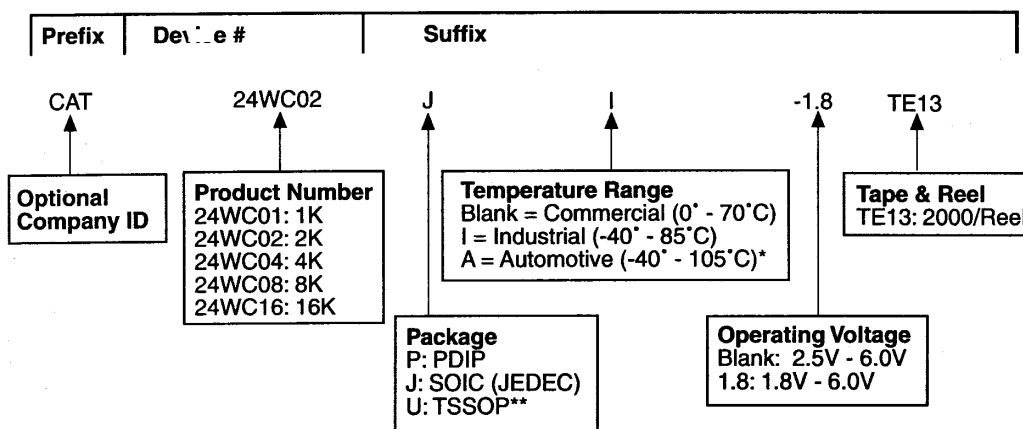 Prefix Suffix
CAT 24WC02 J I -1.8 TE13
Optional
Company ID
Product Number
24WC01: 1K
24WC02: 2K
24WC04: 4K
24WC08: 8K
24WC16: 16K
Temperature Range
Blank = Commercial (0˚ - 70˚C)
I = Industrial (-40˚ - 85˚C)
A = Automotive (-40˚ - 105˚C)*
Tape & Reel
TE13: 2000/Reel
Package
P: PDIP
J: SOIC (JEDEC)
U: TSSOP**
Operating Voltage
Blank: 2.5V - 6.0V
1.8: 1.8V - 6.0V